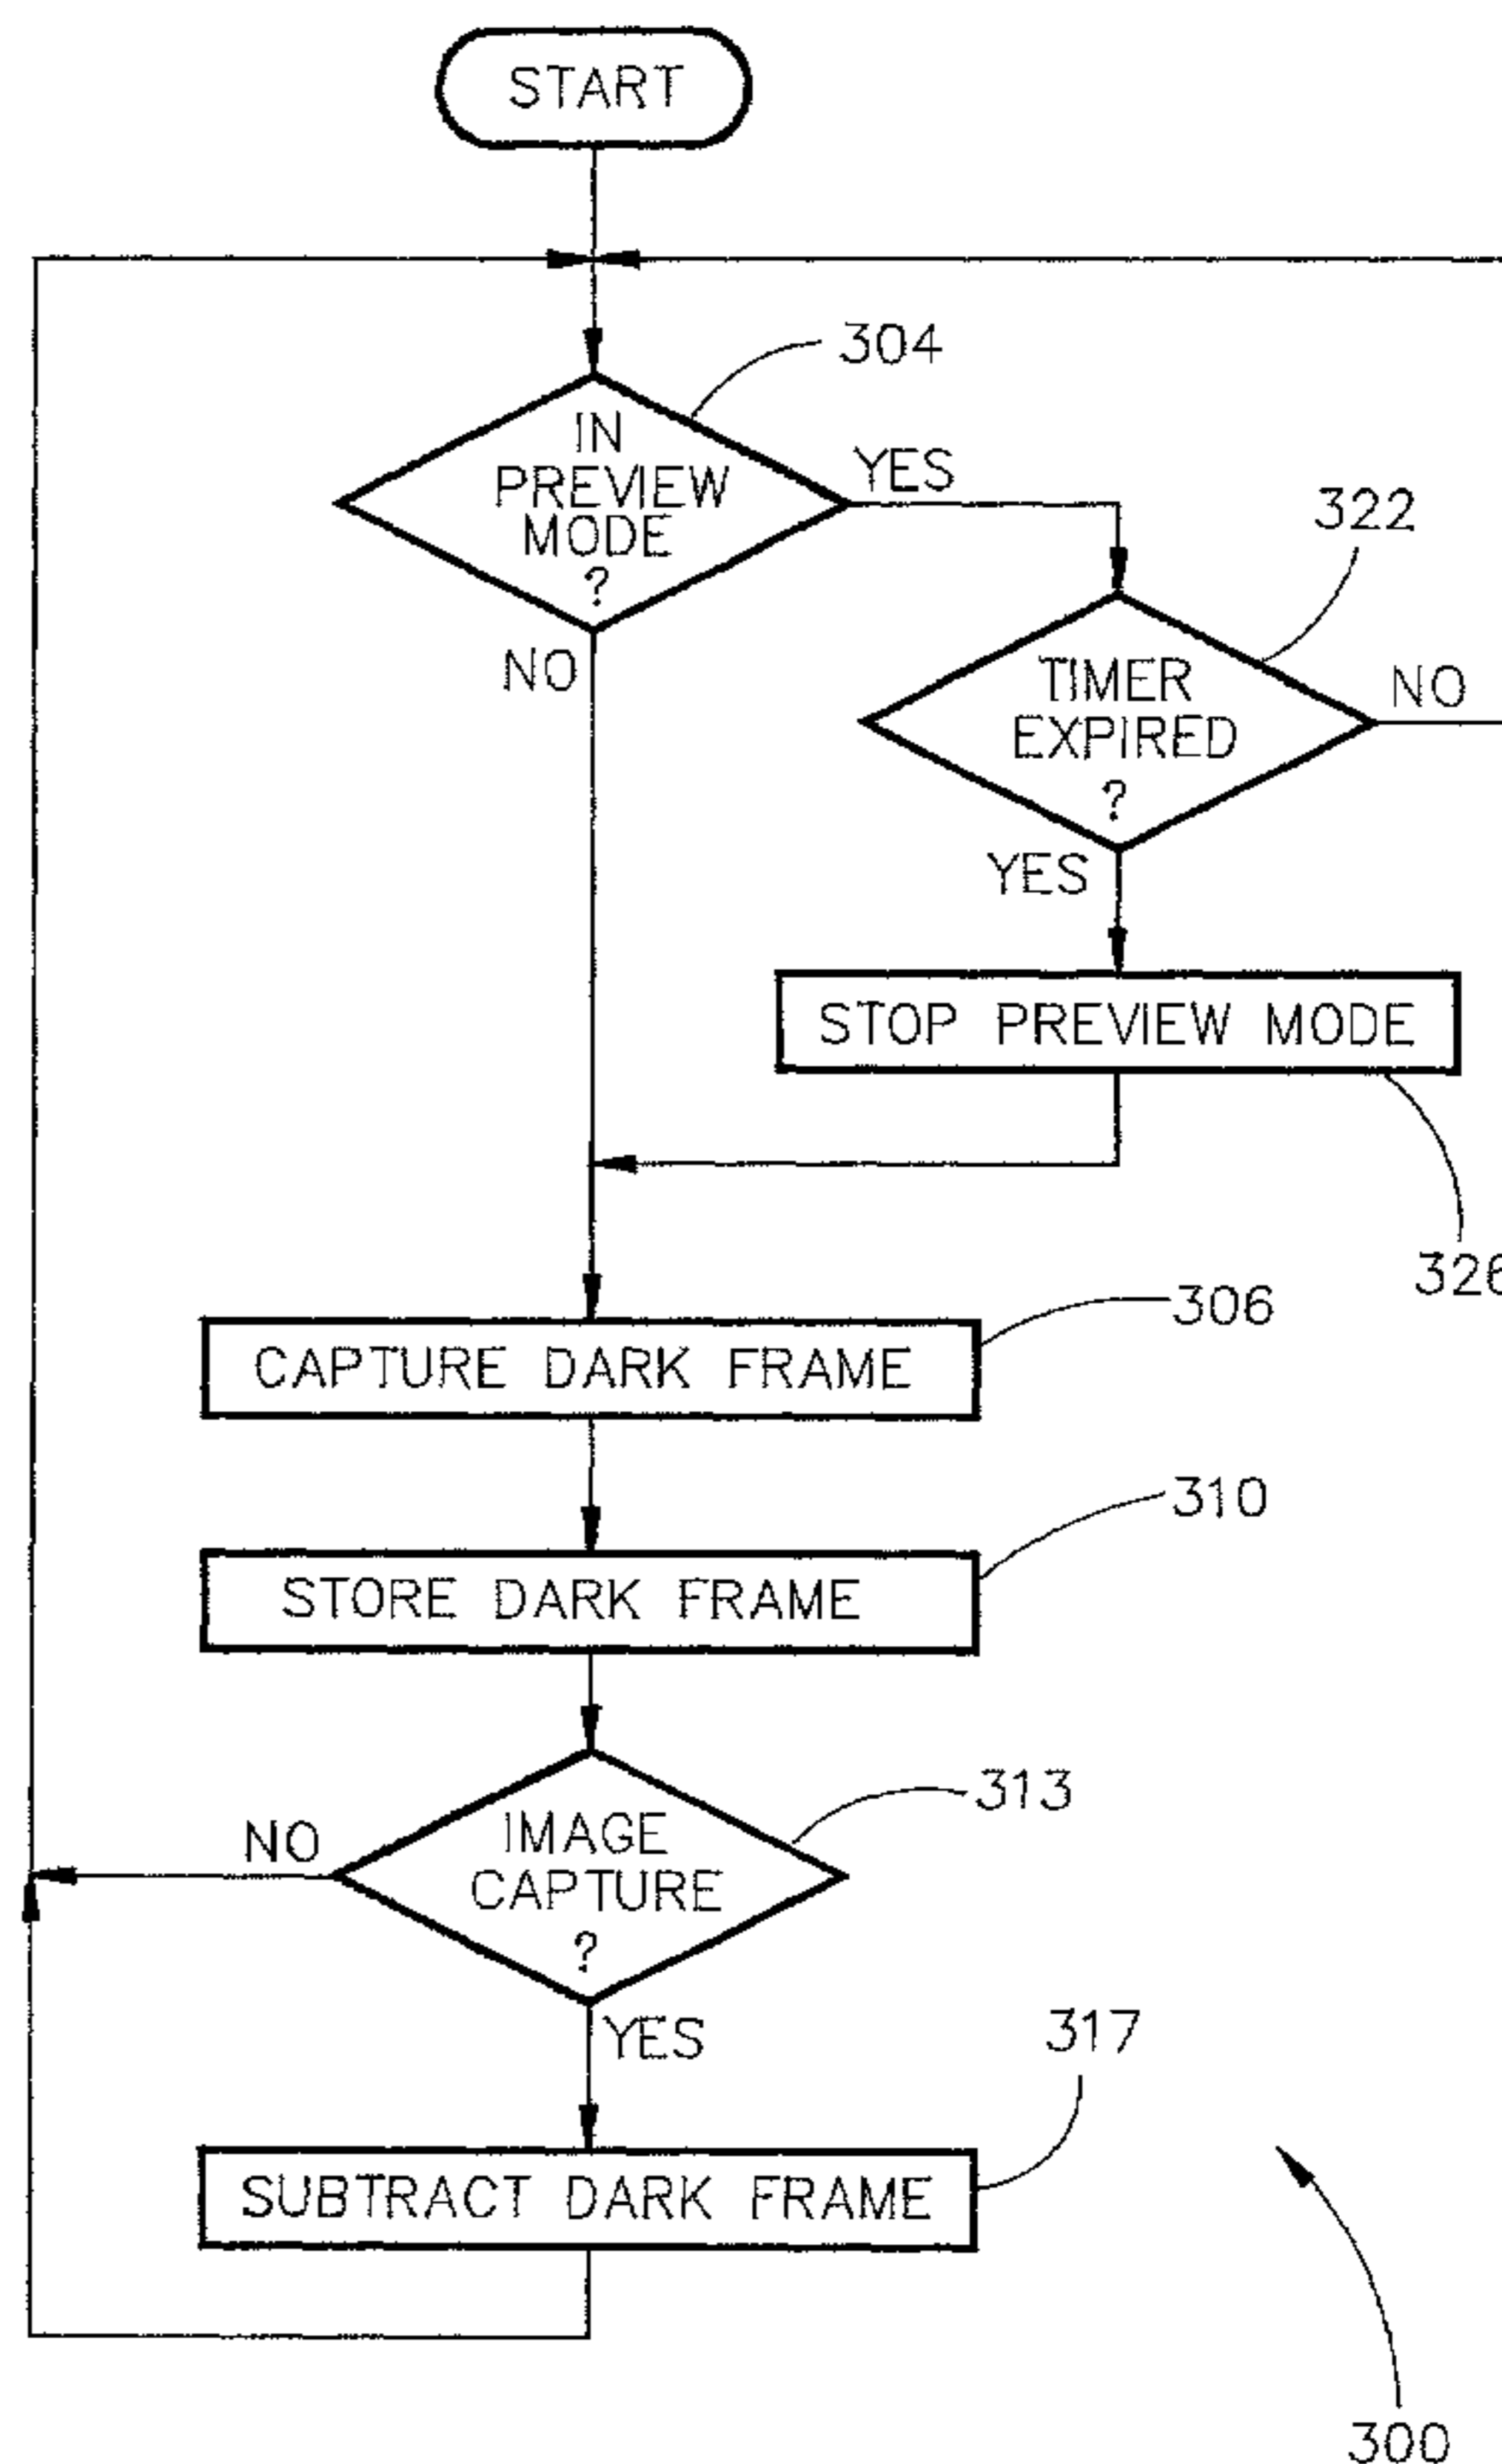 START
304
IN
PREVIEW
MODE
?
YES
NO
322
TIMER
EXPIRED
?
NO
YES
STOP PREVIEW MODE
326
306
CAPTURE DARK FRAME
310
STORE DARK FRAME
313
IMAGE
CAPTURE
?
NO
YES
317
SUBTRACT DARK FRAME
300